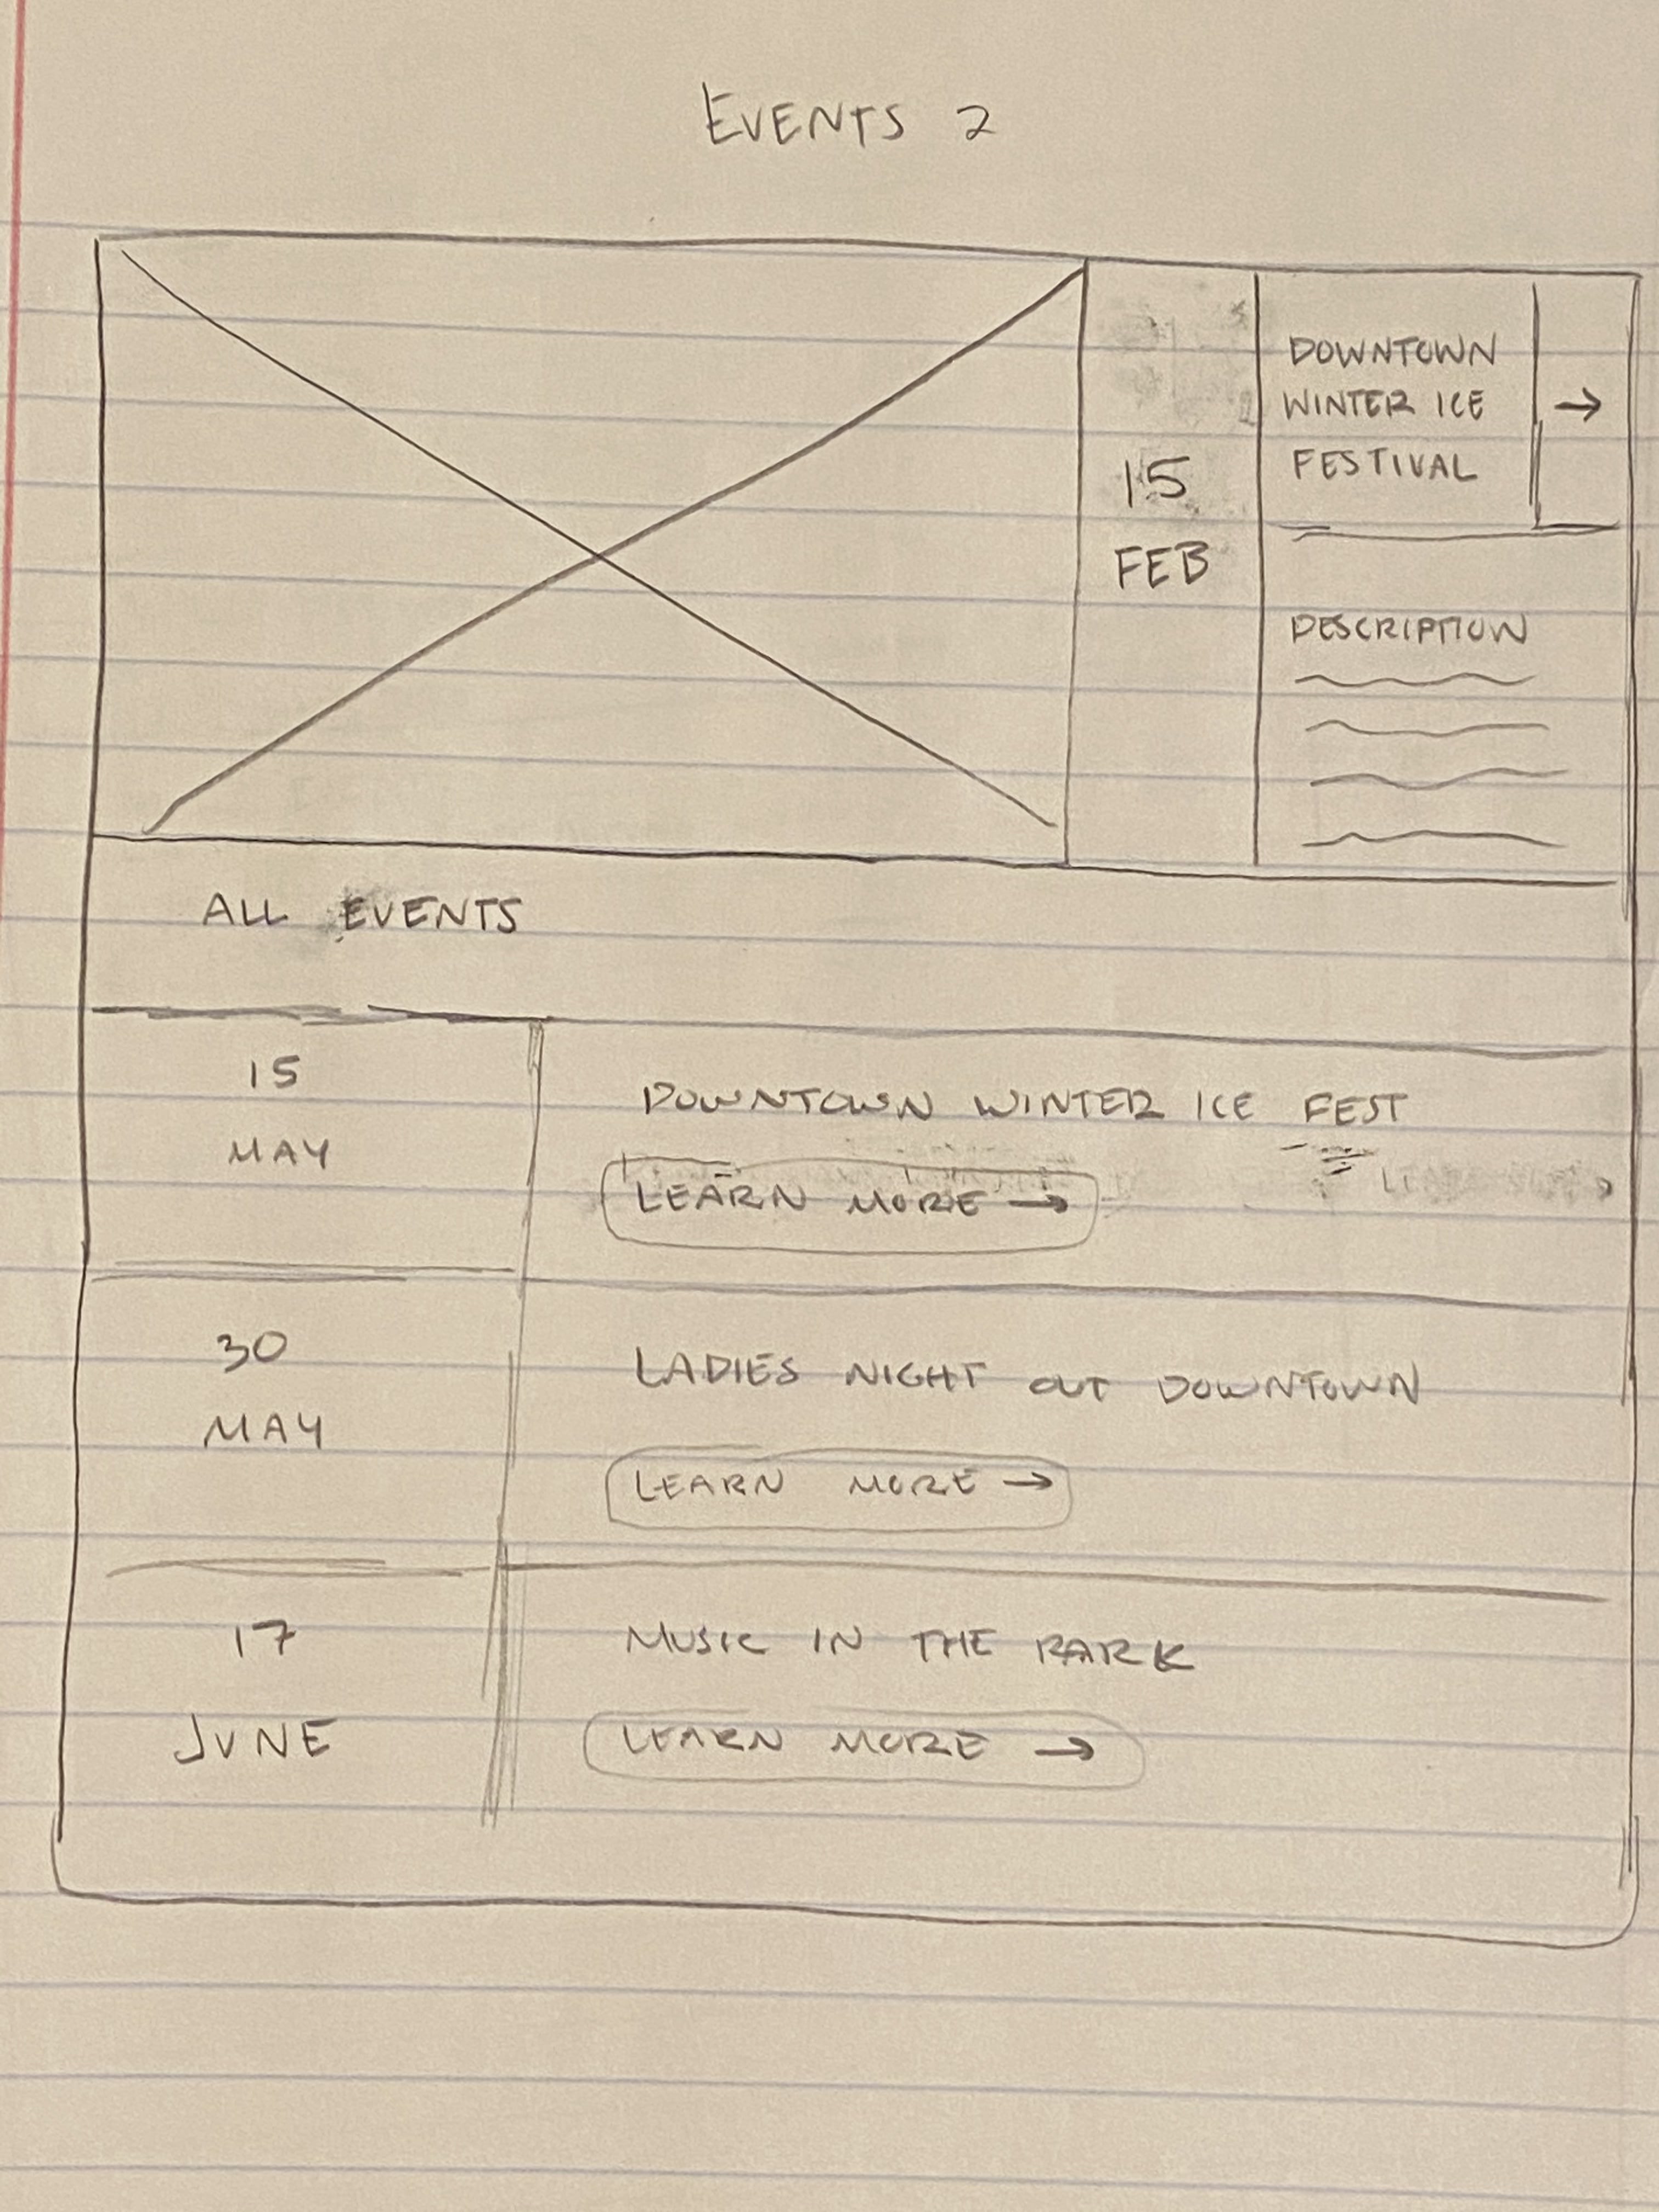 EVENTS 2
15
FEB
DOWNTOWN
WINTER ICE
FESTIVAL
→
DESCRIPTION
ALL EVENTS
15
MAY
DOWNTOWN WINTER ICE FEST
LEARN MORE →
30
MAY
LADIES NIGHT OUT DOWNTOWN
LEARN MORE →
17
JUNE
MUSIC IN THE PARK
LEARN MORE →